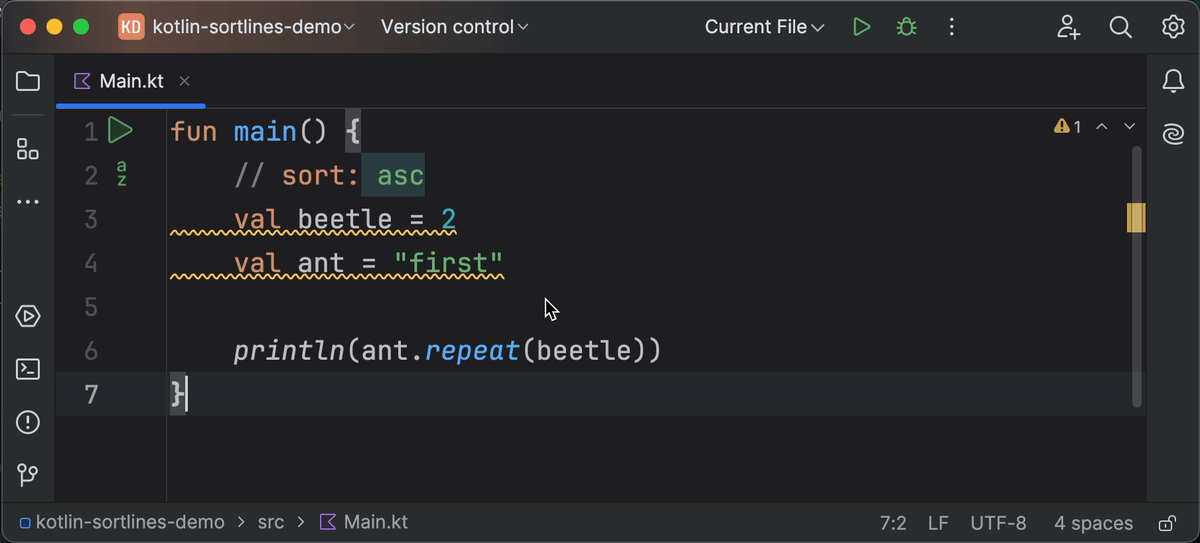 KD kotlin-sortlines-demo Version control Current File
Main.kt
1 fun main() {
2 a z // sort: asc
3 val beetle = 2
4 val ant = "first"
5
6 println(ant.repeat(beetle))
7 }
1
kotlin-sortlines-demo > src > Main.kt 7:2 LF UTF-8 4 spaces